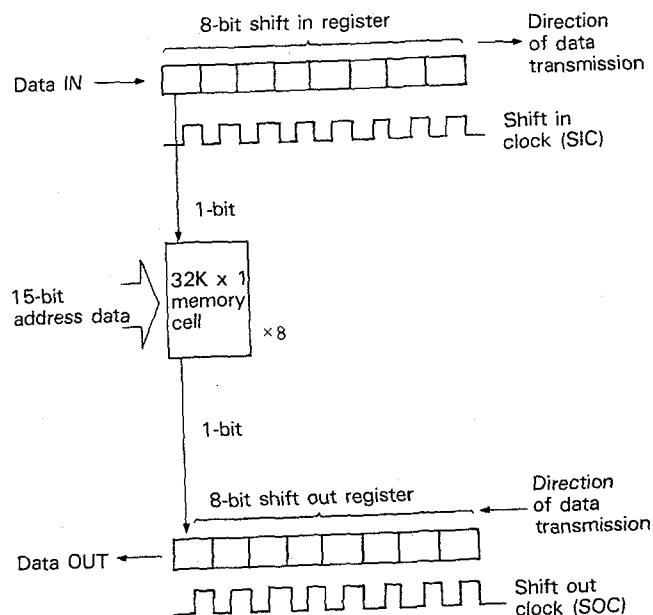 8-bit shift in register
Direction
of data
transmission
Data IN
Shift in
clock (SIC)
1-bit
15-bit
address data
32K x 1
memory
cell
×8
1-bit
8-bit shift out register
Direction
of data
transmission
Data OUT
Shift out
clock (SOC)